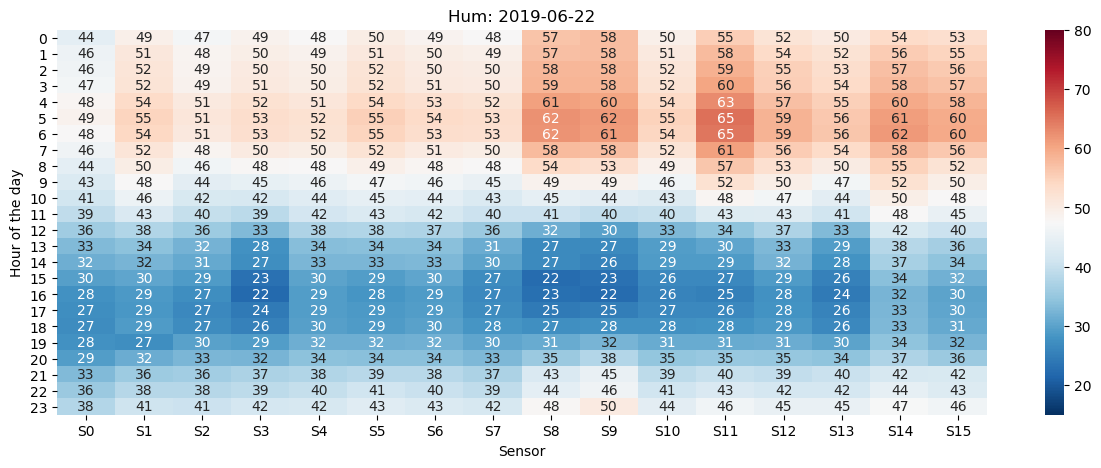 Hum: 2019-06-22
Hour of the day
0 44 49 47 49 48 50 49 48 57 58 50 55 52 50 54 53
1 46 51 48 50 49 51 50 49 57 58 51 58 54 52 56 55
2 46 52 49 50 50 52 50 50 58 58 52 59 55 53 57 56
3 47 52 49 51 50 52 51 50 59 58 52 60 56 54 58 57
4 48 54 51 52 51 54 53 52 61 60 54 63 57 55 60 58
5 49 55 51 53 52 55 54 53 62 62 55 65 59 56 61 60
6 48 54 51 53 52 55 53 53 62 61 54 65 59 56 62 60
7 46 52 48 50 50 52 51 50 58 58 52 61 56 54 58 56
8 44 50 46 48 48 49 48 48 54 53 49 57 53 50 55 52
9 43 48 44 45 46 47 46 45 49 49 46 52 50 47 52 50
10 41 46 42 42 44 45 44 43 45 44 43 48 47 44 50 48
11 39 43 40 39 42 43 42 40 41 40 40 43 43 41 48 45
12 36 38 36 33 38 38 37 36 32 30 33 34 37 33 42 40
13 33 34 32 28 34 34 34 31 27 27 29 30 33 29 38 36
14 32 32 31 27 33 33 33 30 27 26 29 29 32 28 37 34
15 30 30 29 23 30 29 30 27 22 23 26 27 29 26 34 32
16 28 29 27 22 29 28 29 27 23 22 26 25 28 24 32 30
17 27 29 27 24 29 29 29 27 25 25 27 26 28 26 33 30
18 27 29 27 26 30 29 30 28 27 28 28 28 29 26 33 31
19 28 27 30 29 32 32 32 30 31 32 31 31 31 30 34 32
20 29 32 33 32 34 34 34 33 35 38 35 35 35 34 37 36
21 33 36 36 37 38 39 38 37 43 45 39 40 39 40 42 42
22 36 38 38 39 40 41 40 39 44 46 41 43 42 42 44 43
23 38 41 41 42 42 43 43 42 48 50 44 46 45 45 47 46
S0 S1 S2 S3 S4 S5 S6 S7 S8 S9 S10 S11 S12 S13 S14 S15
Sensor
80
70
60
50
40
30
20